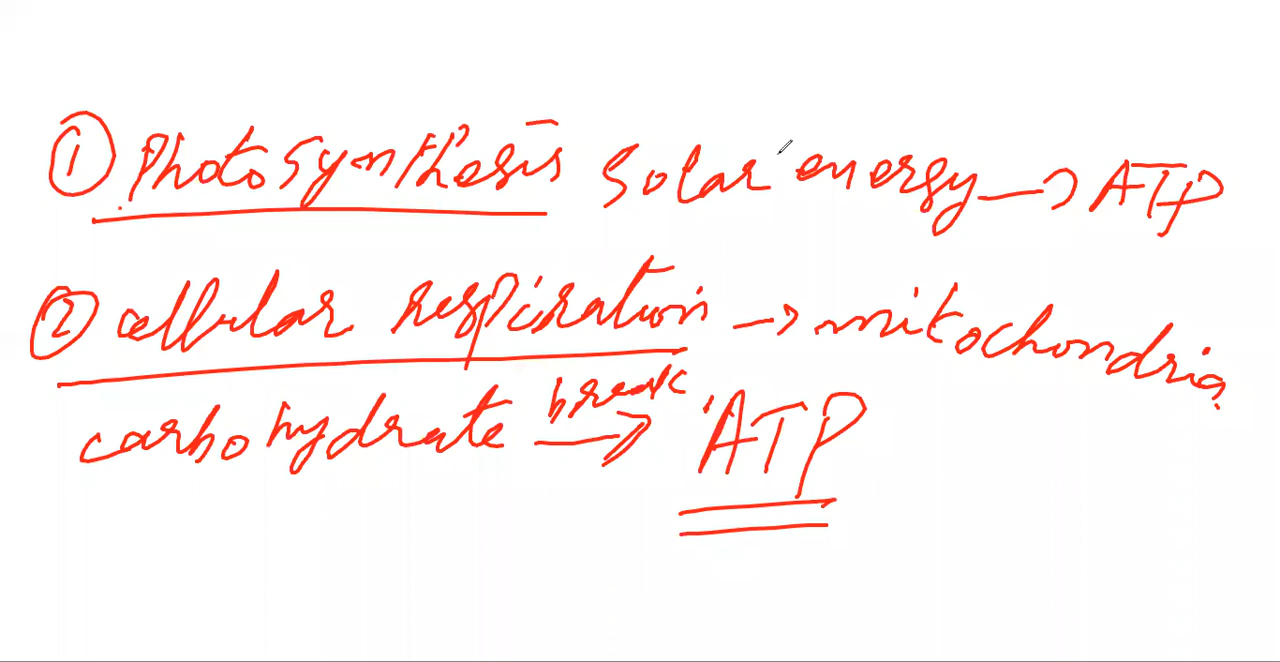 ① Photosynthesis solar energy → ATP
② cellular respiration → mitochondria
carbohydrate break → ATP